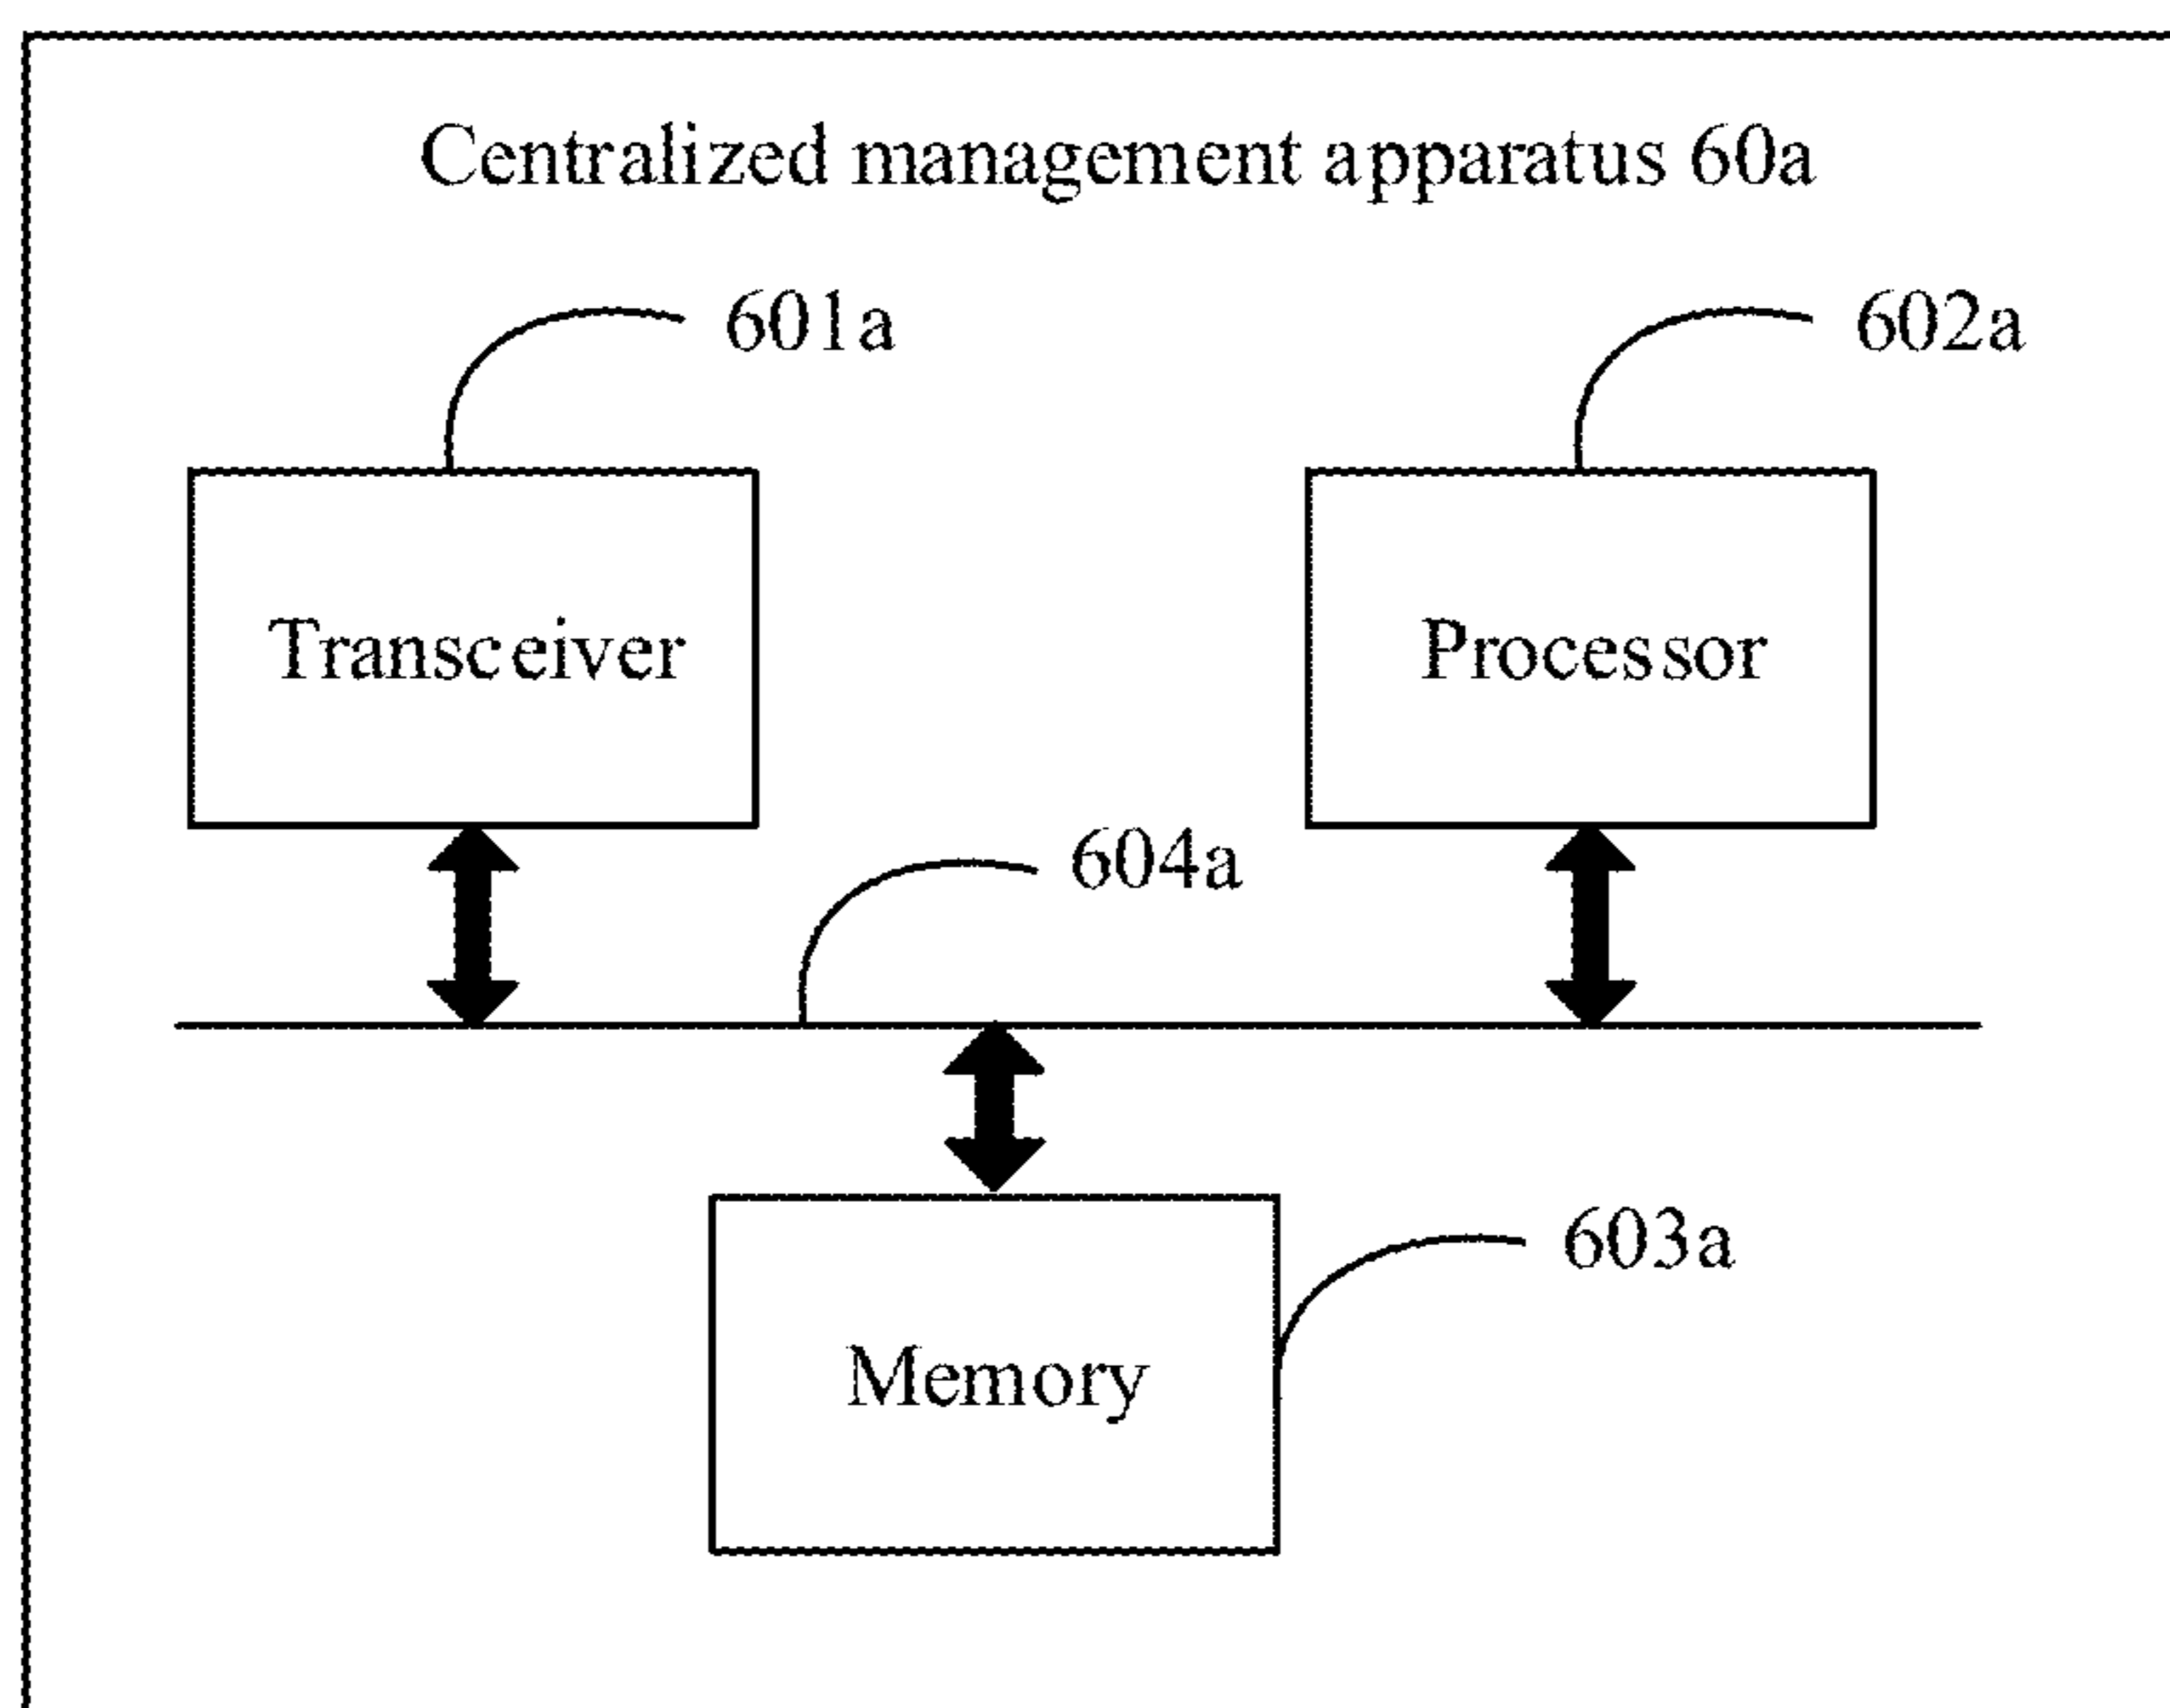 Centralized management apparatus 60a
601a
602a
Transceiver
Processor
604a
603a
Memory